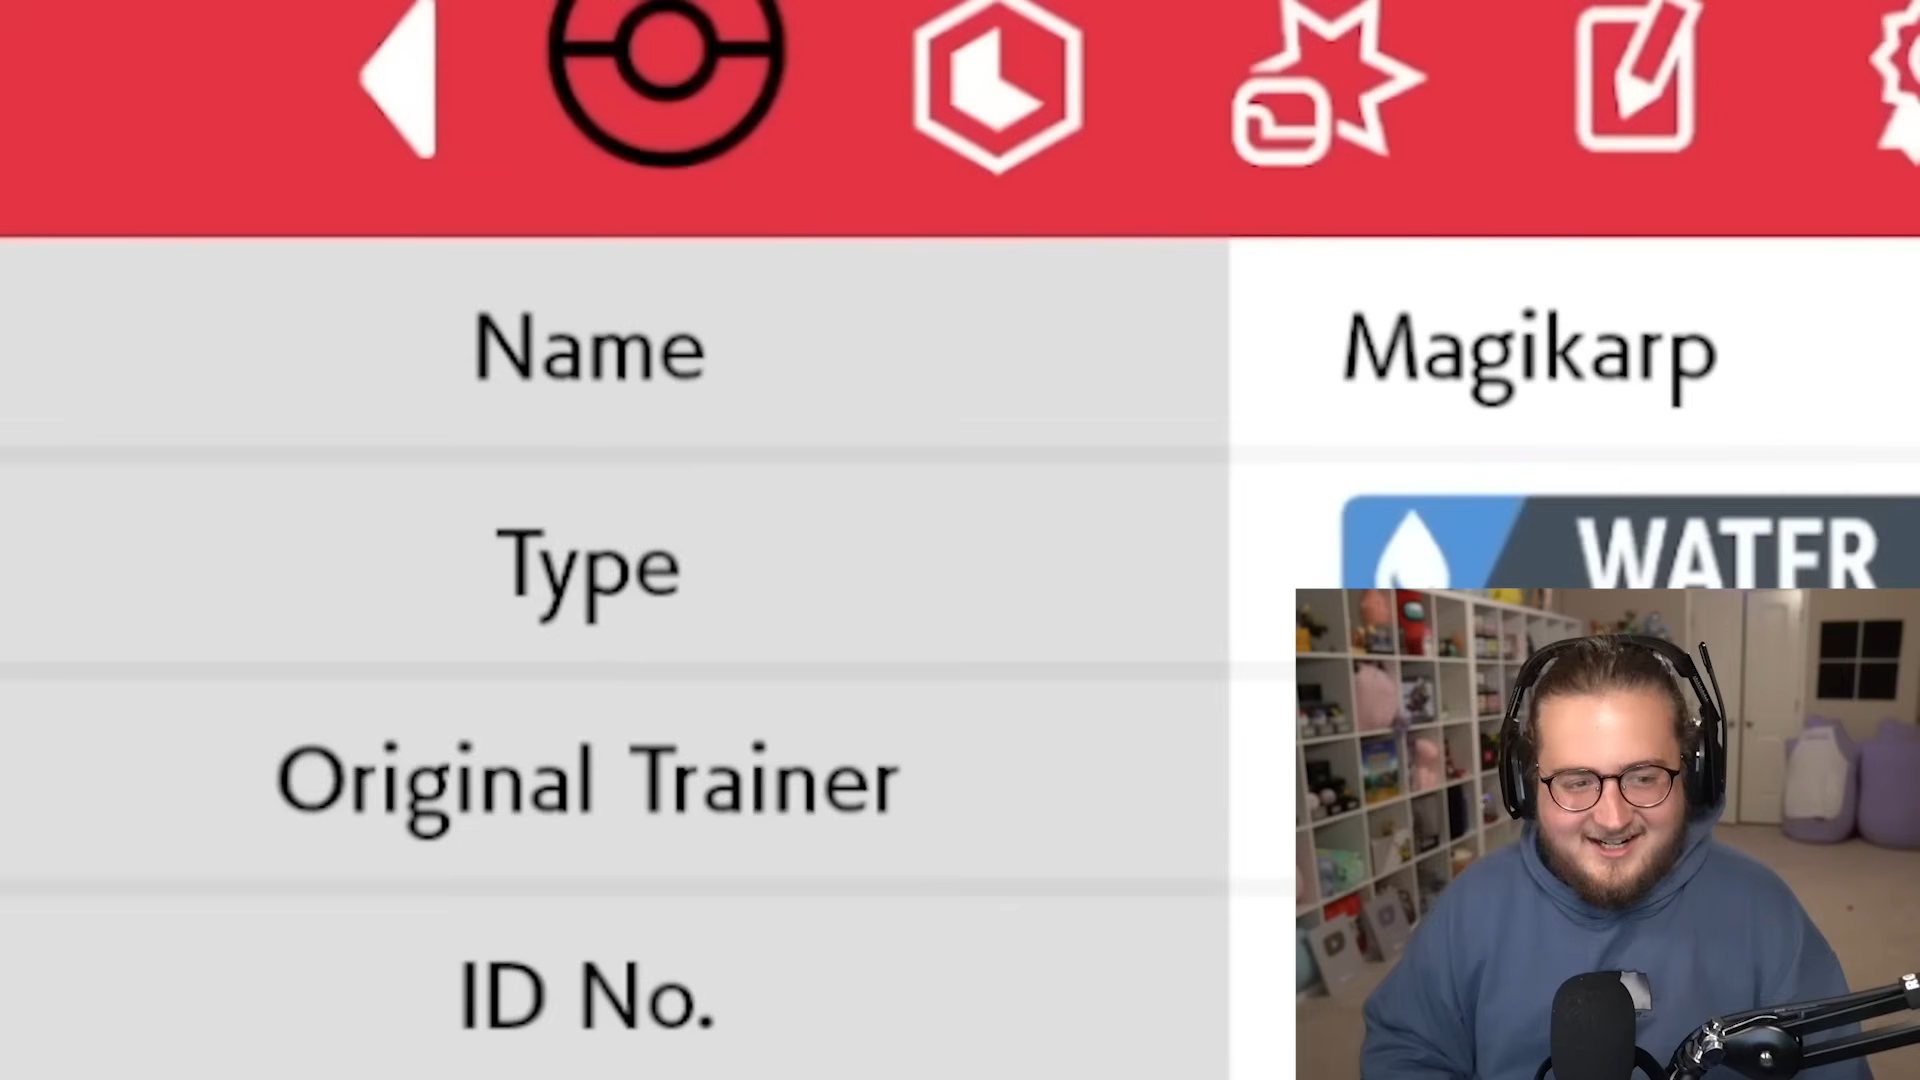 Name
Magikarp
Type
WATER
Original Trainer
ID No.